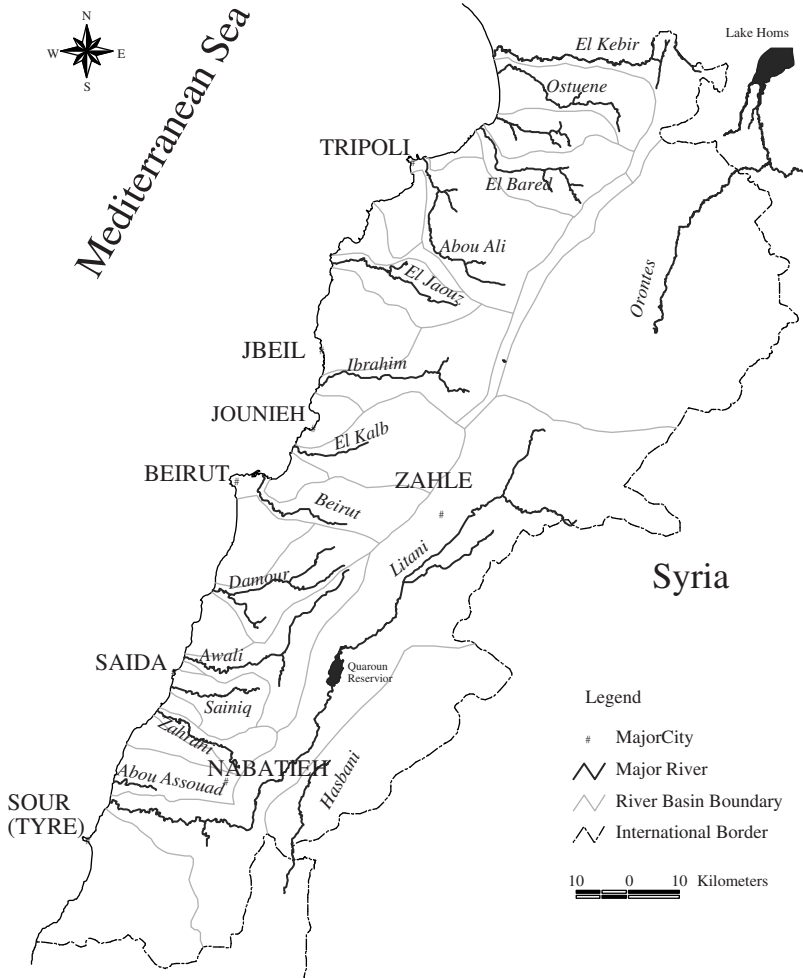 N
W E
S
Mediterranean Sea
El Kebir
Lake Homs
Ostuene
TRIPOLI
El Bared
Abou Ali
El Jaouz
Orontes
JBEIL
Ibrahim
JOUNIEH
El Kalb
BEIRUT
ZAHLE
Beirut
#
#
Litani
Damour
Syria
SAIDA
Awali
Quaroun
Reservior
Sainiq
Zahrani
NABATIEH
Hasbani
Abou Assouad
#
SOUR
(TYRE)
Legend
# MajorCity
Major River
River Basin Boundary
International Border
10 0 10 Kilometers